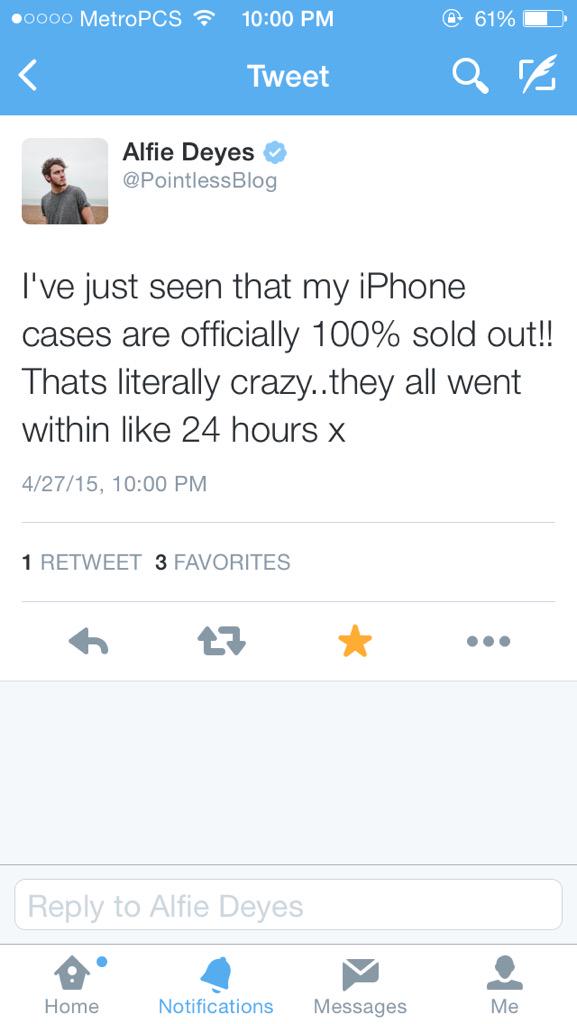 MetroPCS 10:00 PM 61%
Tweet
Alfie Deyes
@PointlessBlog
I've just seen that my iPhone
cases are officially 100% sold out!!
Thats literally crazy..they all went
within like 24 hours x
4/27/15, 10:00 PM
1 RETWEET 3 FAVORITES
Reply to Alfie Deyes
Home Notifications Messages Me